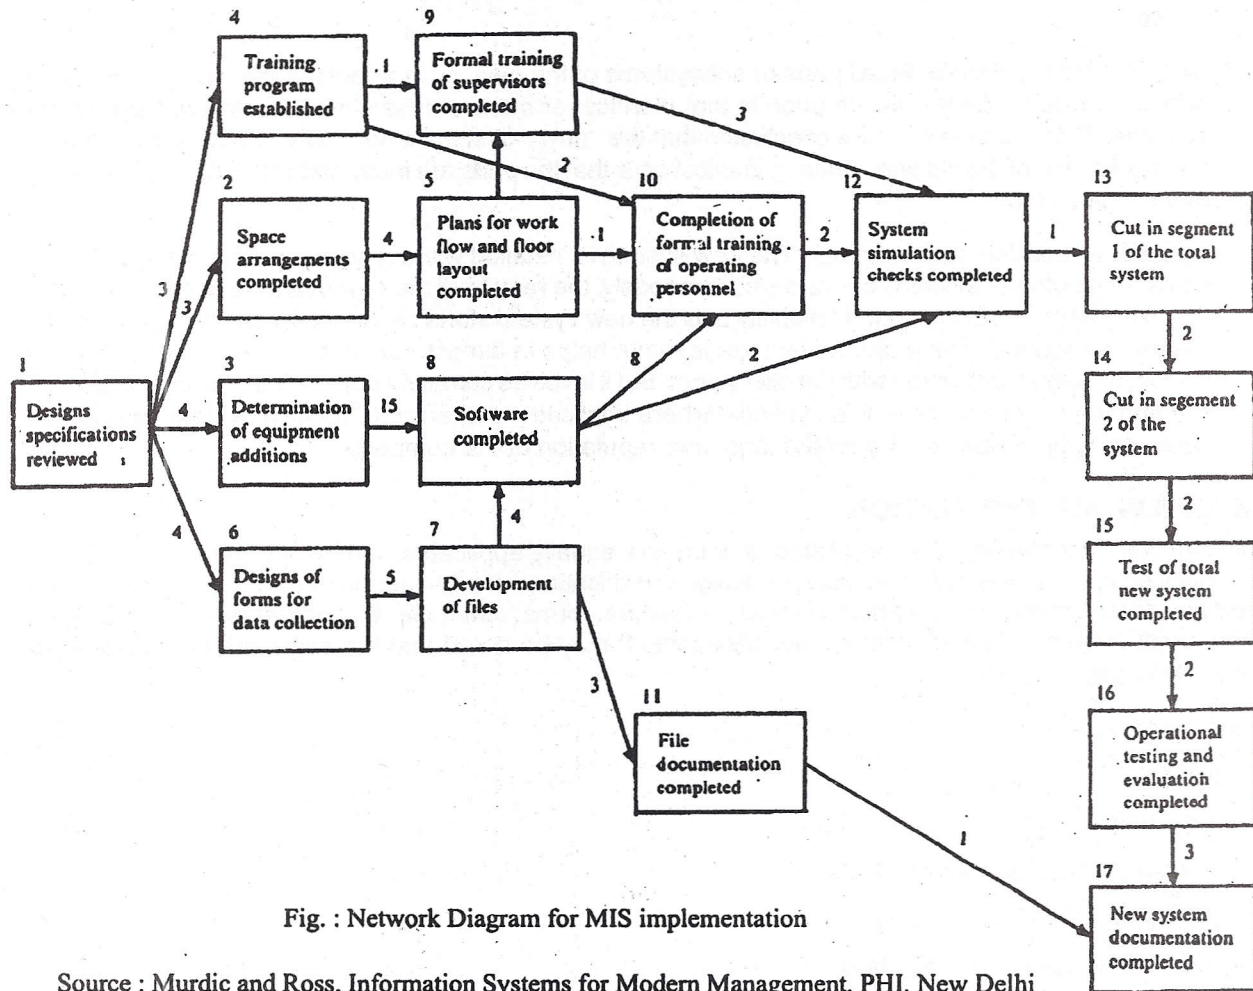 4
Training
program
established
1
9
Formal training
of supervisors
completed
3
2
3
2
Space
arrangements
completed
4
5
Plans for work
flow and floor
layout
completed
1
10
Completion of
formal training
of operating
personnel
2
12
System
simulation
checks completed
1
13
Cut in segment
1 of the total
system
2
3
3
1
Designs
specifications
reviewed
4
3
Determination
of equipment
additions
15
8
Software
completed
8
2
14
Cut in segement
2 of the
system
2
4
6
Designs of
forms for
data collection
5
7
Development
of files
4
15
Test of total
new system
completed
2
3
11
File
documentation
completed
1
16
Operational
testing and
evaluation
completed
3
17
New system
documentation
completed
Fig. : Network Diagram for MIS implementation
Source : Murdic and Ross, Information Systems for Modern Management, PHI, New Delhi